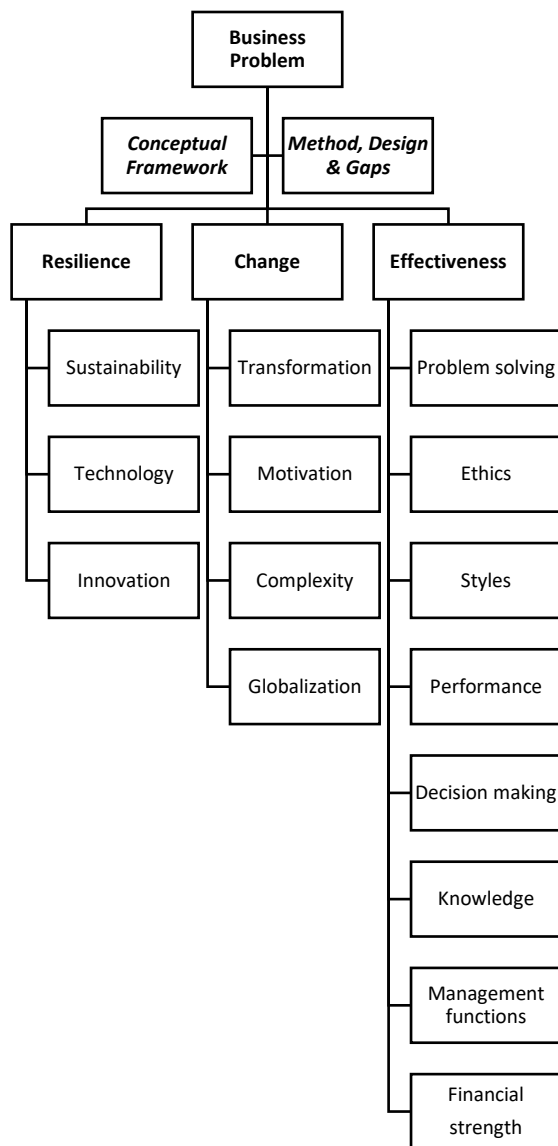 Business
Problem
Conceptual
Framework
Method, Design
& Gaps
Resilience
Change
Effectiveness
Sustainability
Transformation
Problem solving
Technology
Motivation
Ethics
Innovation
Complexity
Styles
Globalization
Performance
Decision making
Knowledge
Management
functions
Financial
strength